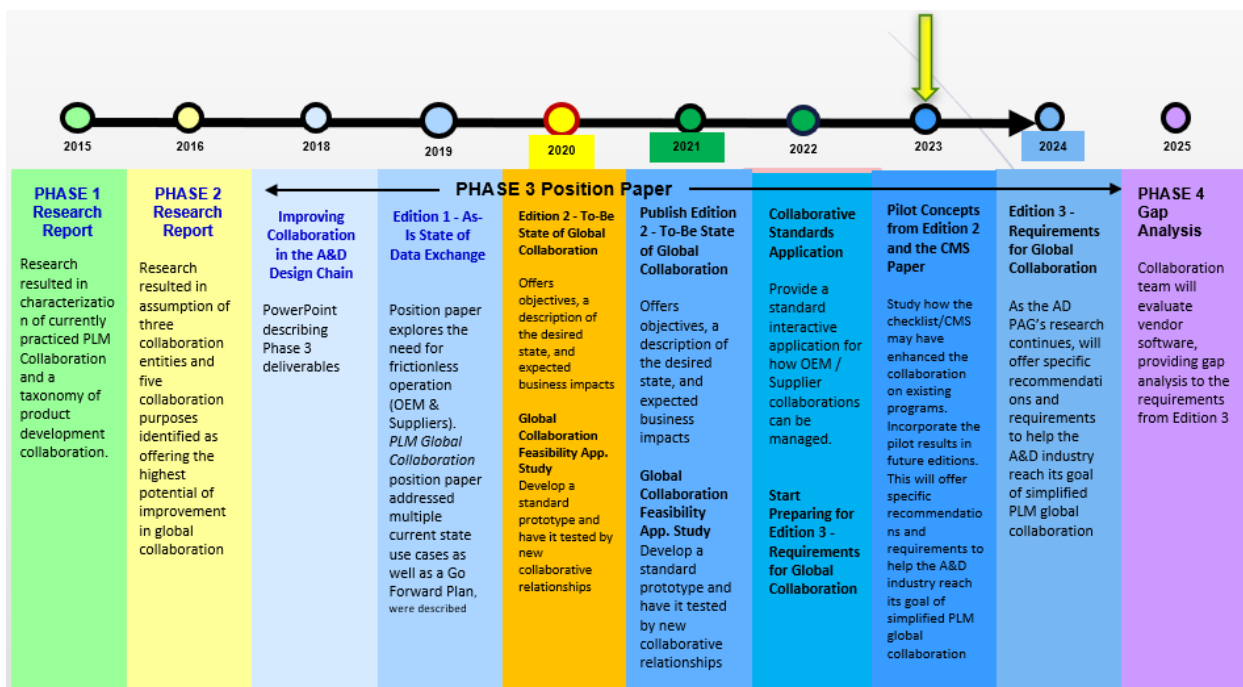 2015
2016
2018
2019
2020
2021
2022
2023
2024
2025
PHASE 3 Position Paper
PHASE 1
Research
Report
Research
resulted in
characterizatio
n of currently
practiced PLM
Collaboration
and a
taxonomy of
product
development
collaboration.
PHASE 2
Research
Report
Research
resulted in
assumption of
three
collaboration
entities and
five
collaboration
purposes
identified as
offering the
highest
potential of
improvement
in global
collaboration
Improving
Collaboration
in the A&D
Design Chain
PowerPoint
describing
Phase 3
deliverables
Edition 1 - As-
Is State of
Data Exchange
Position paper
explores the
need for
frictionless
operation
(OEM &
Suppliers).
PLM Global
Collaboration
position paper
addressed
multiple
current state
use cases as
well as a Go
Forward Plan,
were described
Edition 2 - To-Be
State of Global
Collaboration
Offers
objectives, a
description of
the desired
state, and
expected
business impacts
Global
Collaboration
Feasibility App.
Study
Develop a
standard
prototype and
have it tested by
new
collaborative
relationships
Publish Edition
2 - To-Be State
of Global
Collaboration
Offers
objectives, a
description of
the desired
state, and
expected
business
impacts
Global
Collaboration
Feasibility
App. Study
Develop a
standard
prototype and
have it tested
by new
collaborative
relationships
Collaborative
Standards
Application
Provide a
standard
interactive
application for
how OEM /
Supplier
collaborations
can be
managed.
Start
Preparing for
Edition 3 -
Requirements
for Global
Collaboration
Pilot Concepts
from Edition 2
and the CMS
Paper
Study how the
checklist/CMS
may have
enhanced the
collaboration
on existing
programs.
Incorporate the
pilot results in
future editions.
This will offer
specific
recommendatio
ns and
requirements to
help the A&D
industry reach
its goal of
simplified PLM
global
collaboration
Edition 3 -
Requirements
for Global
Collaboration
As the AD
PAG's research
continues, will
offer specific
recommendati
ons and
requirements
to help the
A&D industry
reach its goal
of simplified
PLM global
collaboration
PHASE 4
Gap
Analysis
Collaboration
team will
evaluate
vendor
software,
providing gap
analysis to the
requirements
from Edition 3